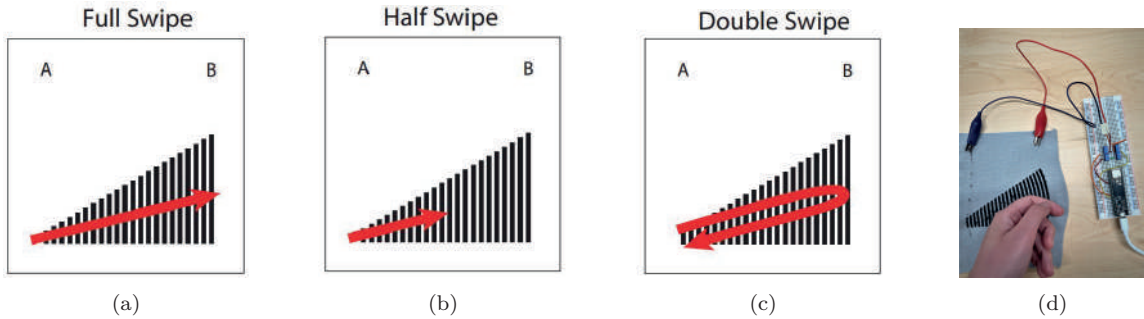 Full Swipe
A B
(a)
Half Swipe
A B
(b)
Double Swipe
A B
(c)
(d)